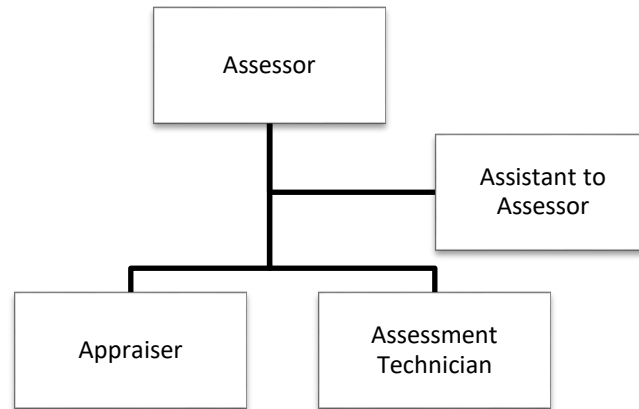 Assessor
Assistant to
Assessor
Appraiser
Assessment
Technician